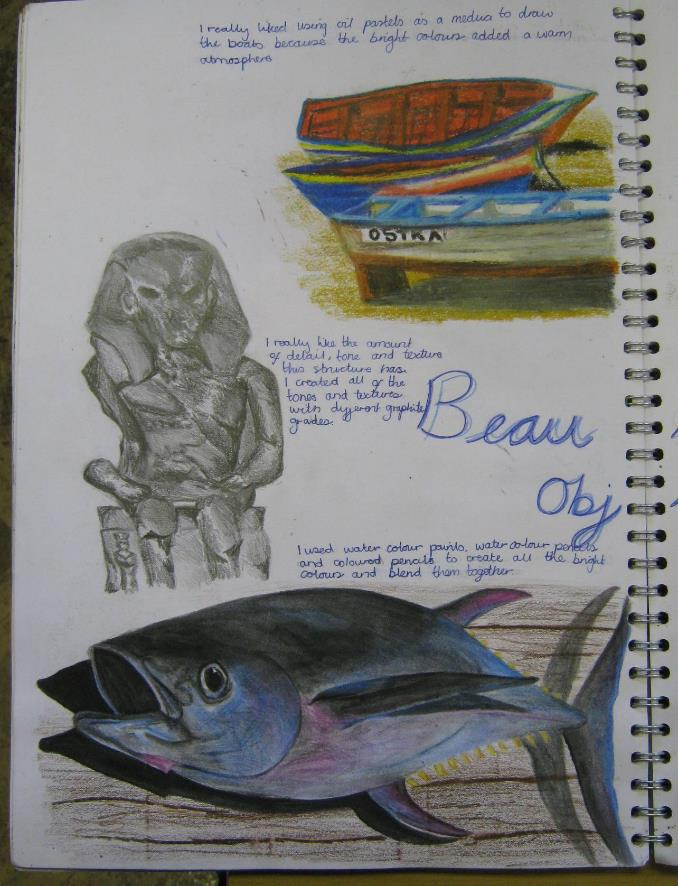 I really liked using oil pastels as a media to draw
the boats because the bright colours added a warm
atmosphere
OSTKA
I really like the amount
of detail, tone and texture
this structure has.
I created all of the
tones and textures
with different graphite
grades.
Beau
Obj
I used water colour paints, water colour pencils
and coloured pencils to create all the bright
colours and blend them together.